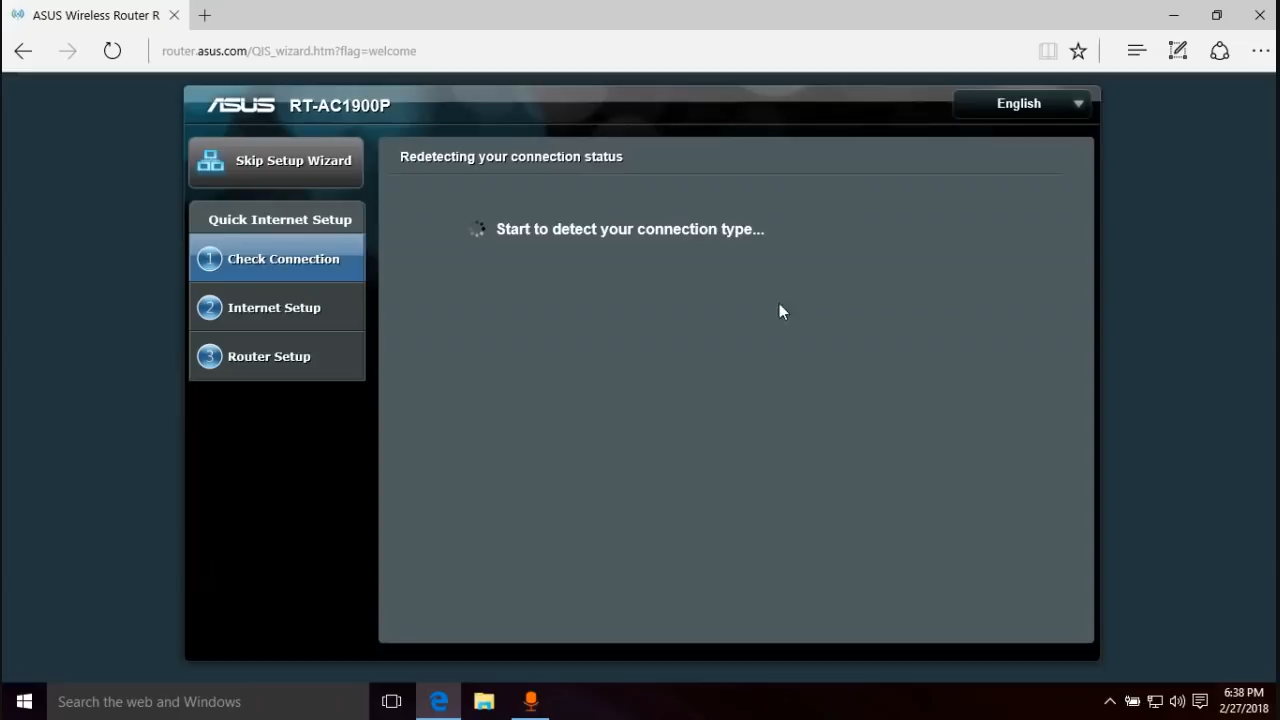 ASUS Wireless Router R
router.asus.com/QIS_wizard.htm?flag=welcome
ASUS RT-AC1900P
English
Skip Setup Wizard
Redetecting your connection status
Quick Internet Setup
Start to detect your connection type...
1 Check Connection
2 Internet Setup
3 Router Setup
Search the web and Windows
6:38 PM
2/27/2018